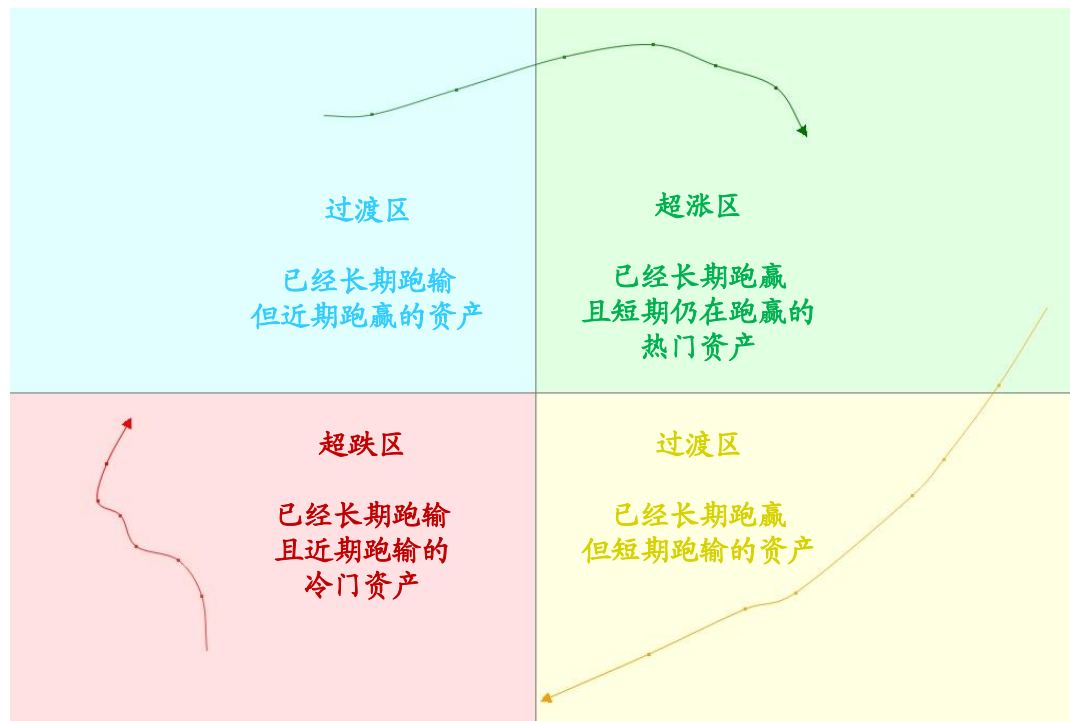 过渡区
已经长期跑输
但近期跑赢的资产
超涨区
已经长期跑赢
且短期仍在跑赢的
热门资产
超跌区
已经长期跑输
且近期跑输的
冷门资产
过渡区
已经长期跑赢
但短期跑输的资产